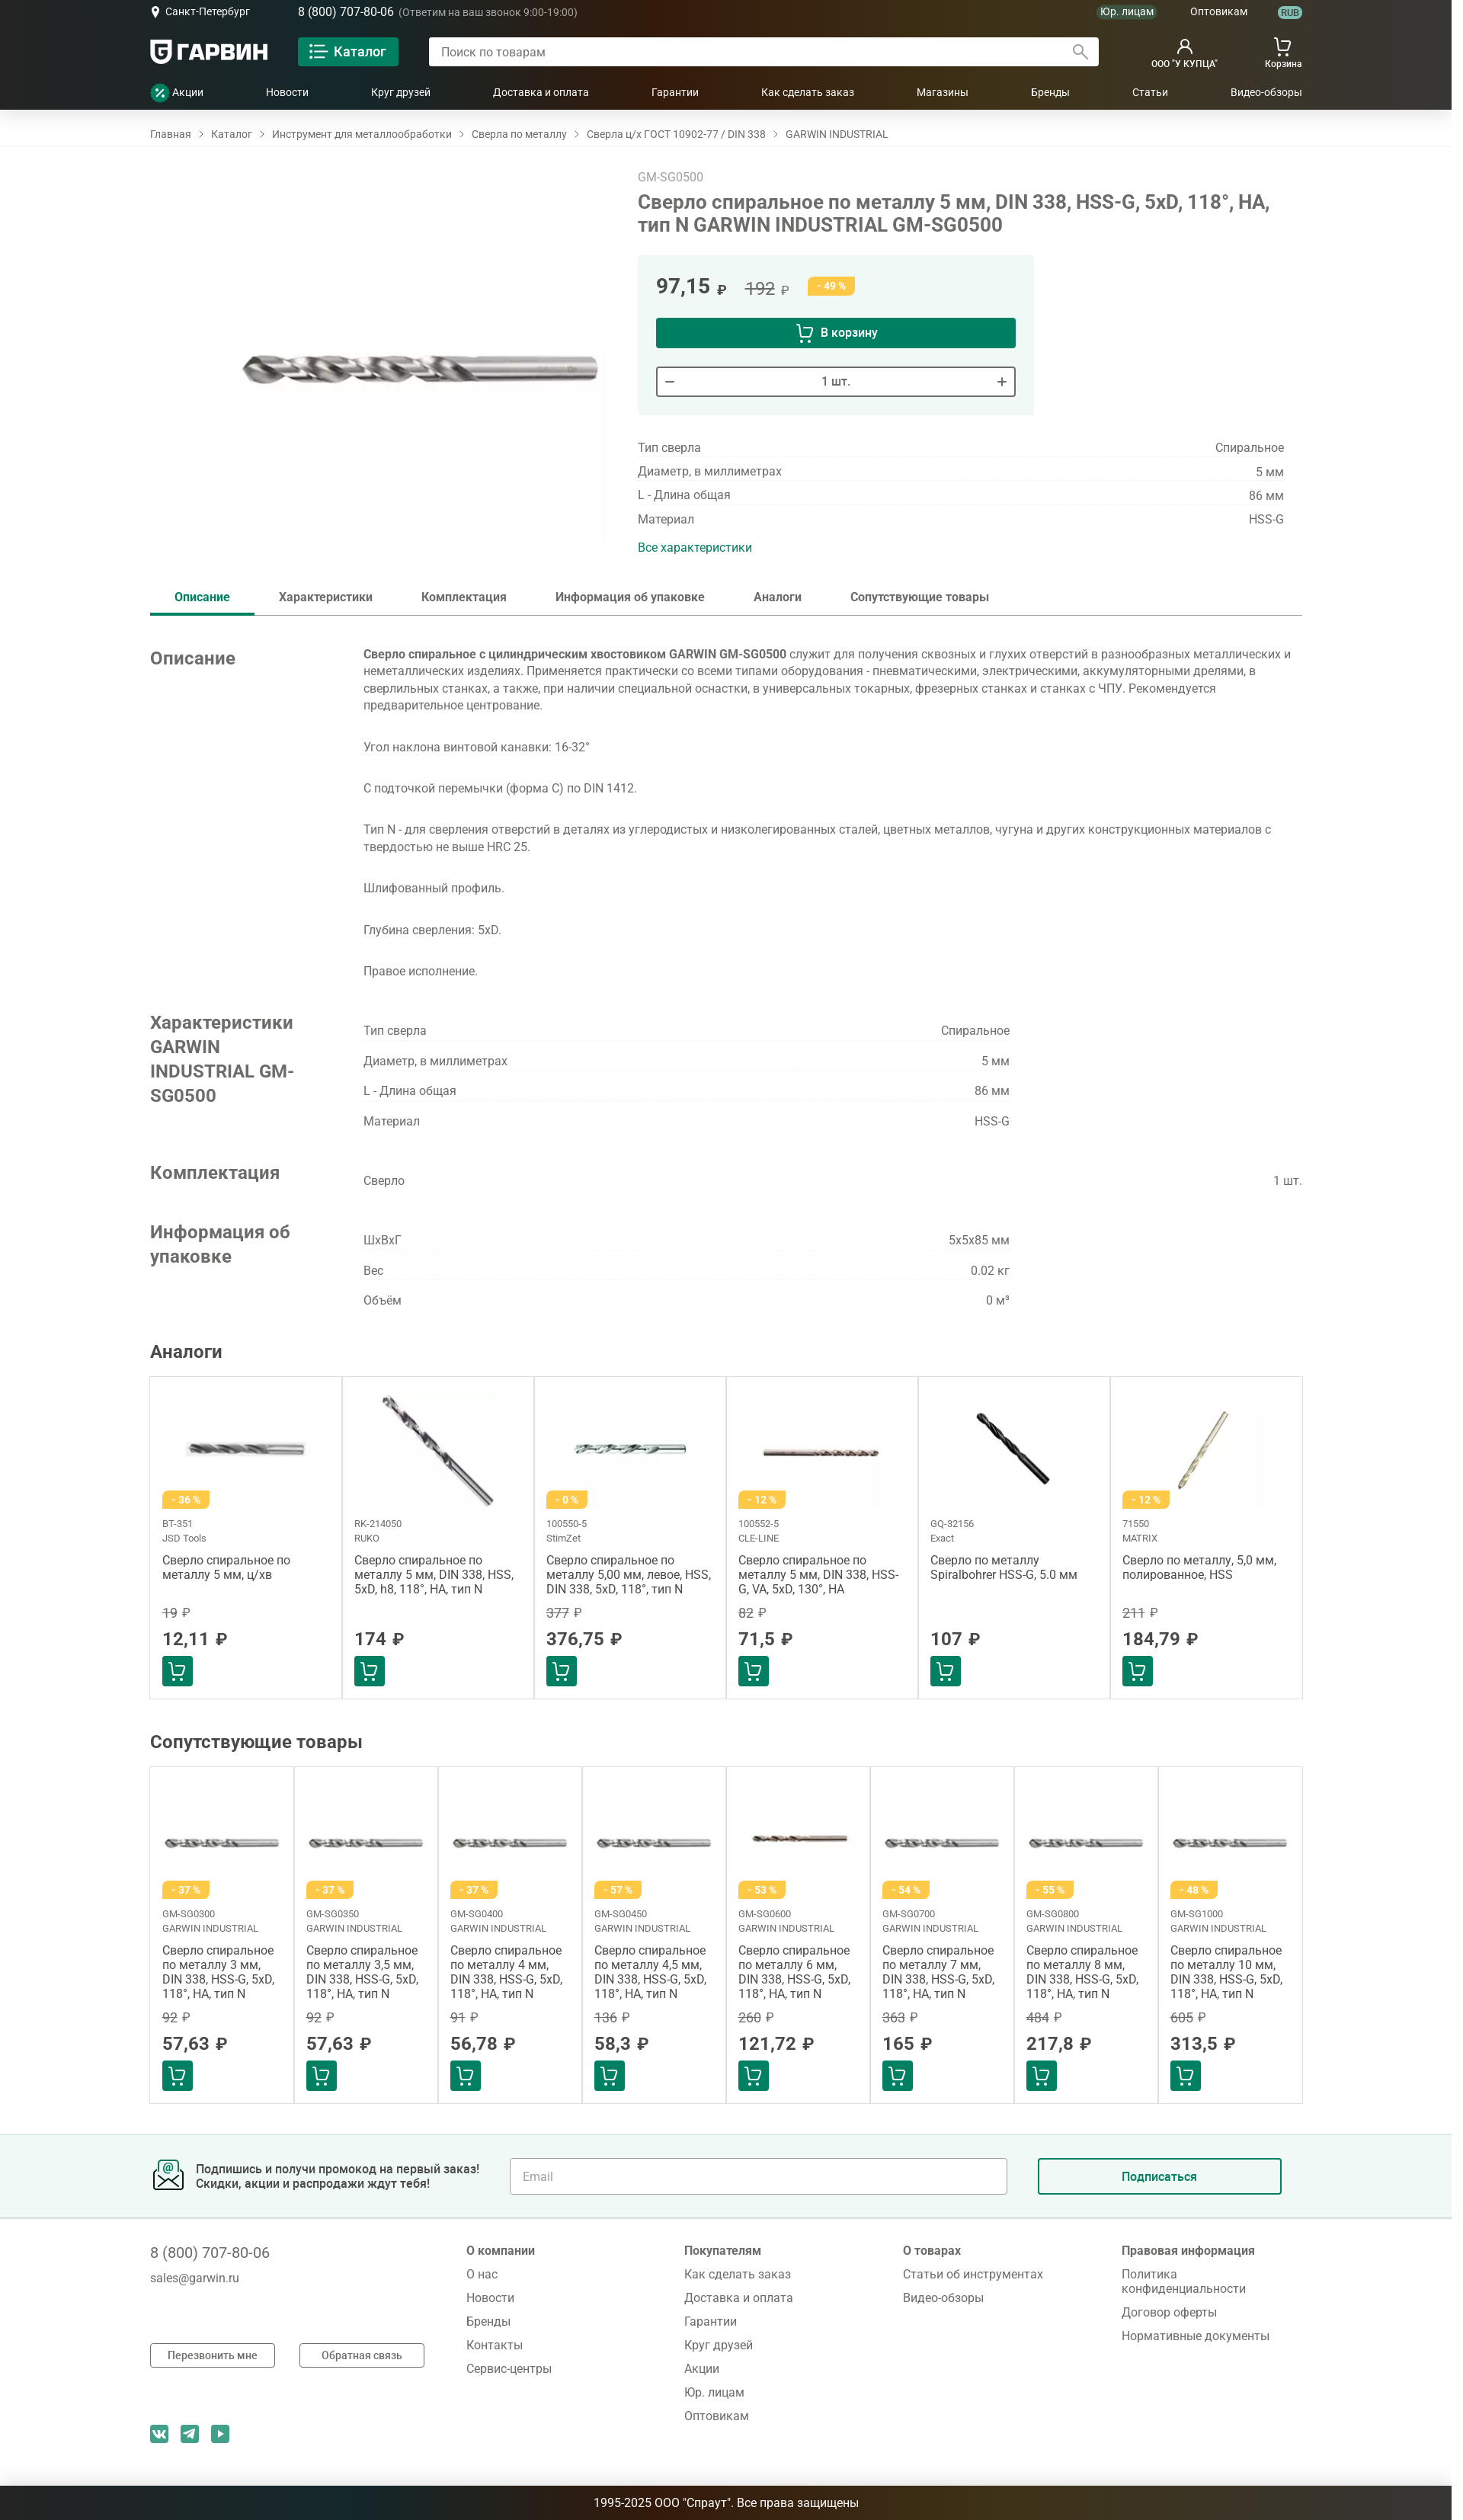 Санкт-Петербург
8 (800) 707-80-06 (Ответим на ваш звонок 9:00-19:00)
Юр. лицам
Оптовикам
RUB
ГАРВИН
Каталог
Поиск по товарам
ООО "У КУПЦА"
Корзина
Акции
Новости
Круг друзей
Доставка и оплата
Гарантии
Как сделать заказ
Магазины
Бренды
Статьи
Видео-обзоры
Главная > Каталог > Инструмент для металлообработки > Сверла по металлу > Сверла ц/х ГОСТ 10902-77 / DIN 338 > GARWIN INDUSTRIAL
GM-SG0500
Сверло спиральное по металлу 5 мм, DIN 338, HSS-G, 5xD, 118°, HA,
тип N GARWIN INDUSTRIAL GM-SG0500
97,15 ₽ 192 ₽ - 49 %
В корзину
− 1 шт. +
Тип сверла Спиральное
Диаметр, в миллиметрах 5 мм
L - Длина общая 86 мм
Материал HSS-G
Все характеристики
Описание
Характеристики
Комплектация
Информация об упаковке
Аналоги
Сопутствующие товары
Описание
Сверло спиральное с цилиндрическим хвостовиком GARWIN GM-SG0500 служит для получения сквозных и глухих отверстий в разнообразных металлических и
неметаллических изделиях. Применяется практически со всеми типами оборудования - пневматическими, электрическими, аккумуляторными дрелями, в
сверлильных станках, а также, при наличии специальной оснастки, в универсальных токарных, фрезерных станках и станках с ЧПУ. Рекомендуется
предварительное центрование.
Угол наклона винтовой канавки: 16-32°
С подточкой перемычки (форма С) по DIN 1412.
Тип N - для сверления отверстий в деталях из углеродистых и низколегированных сталей, цветных металлов, чугуна и других конструкционных материалов с
твердостью не выше HRC 25.
Шлифованный профиль.
Глубина сверления: 5xD.
Правое исполнение.
Характеристики
GARWIN
INDUSTRIAL GM-
SG0500
Тип сверла Спиральное
Диаметр, в миллиметрах 5 мм
L - Длина общая 86 мм
Материал HSS-G
Комплектация
Сверло 1 шт.
Информация об
упаковке
ШхВхГ 5x5x85 мм
Вес 0.02 кг
Объём 0 м³
Аналоги
- 36 %
BT-351
JSD Tools
Сверло спиральное по
металлу 5 мм, ц/хв
19 ₽
12,11 ₽
RK-214050
RUKO
Сверло спиральное по
металлу 5 мм, DIN 338, HSS,
5xD, h8, 118°, HA, тип N
174 ₽
- 0 %
100550-5
StimZet
Сверло спиральное по
металлу 5,00 мм, левое, HSS,
DIN 338, 5xD, 118°, тип N
377 ₽
376,75 ₽
- 12 %
100552-5
CLE-LINE
Сверло спиральное по
металлу 5 мм, DIN 338, HSS-
G, VA, 5xD, 130°, HA
82 ₽
71,5 ₽
GQ-32156
Exact
Сверло по металлу
Spiralbohrer HSS-G, 5.0 мм
107 ₽
- 12 %
71550
MATRIX
Сверло по металлу, 5,0 мм,
полированное, HSS
211 ₽
184,79 ₽
Сопутствующие товары
- 37 %
GM-SG0300
GARWIN INDUSTRIAL
Сверло спиральное
по металлу 3 мм,
DIN 338, HSS-G, 5xD,
118°, HA, тип N
92 ₽
57,63 ₽
- 37 %
GM-SG0350
GARWIN INDUSTRIAL
Сверло спиральное
по металлу 3,5 мм,
DIN 338, HSS-G, 5xD,
118°, HA, тип N
92 ₽
57,63 ₽
- 37 %
GM-SG0400
GARWIN INDUSTRIAL
Сверло спиральное
по металлу 4 мм,
DIN 338, HSS-G, 5xD,
118°, HA, тип N
91 ₽
56,78 ₽
- 57 %
GM-SG0450
GARWIN INDUSTRIAL
Сверло спиральное
по металлу 4,5 мм,
DIN 338, HSS-G, 5xD,
118°, HA, тип N
136 ₽
58,3 ₽
- 53 %
GM-SG0600
GARWIN INDUSTRIAL
Сверло спиральное
по металлу 6 мм,
DIN 338, HSS-G, 5xD,
118°, HA, тип N
260 ₽
121,72 ₽
- 54 %
GM-SG0700
GARWIN INDUSTRIAL
Сверло спиральное
по металлу 7 мм,
DIN 338, HSS-G, 5xD,
118°, HA, тип N
363 ₽
165 ₽
- 55 %
GM-SG0800
GARWIN INDUSTRIAL
Сверло спиральное
по металлу 8 мм,
DIN 338, HSS-G, 5xD,
118°, HA, тип N
484 ₽
217,8 ₽
- 48 %
GM-SG1000
GARWIN INDUSTRIAL
Сверло спиральное
по металлу 10 мм,
DIN 338, HSS-G, 5xD,
118°, HA, тип N
605 ₽
313,5 ₽
Подпишись и получи промокод на первый заказ!
Скидки, акции и распродажи ждут тебя!
Email
Подписаться
8 (800) 707-80-06
sales@garwin.ru
Перезвонить мне
Обратная связь
О компании
О нас
Новости
Бренды
Контакты
Сервис-центры
Покупателям
Как сделать заказ
Доставка и оплата
Гарантии
Круг друзей
Акции
Юр. лицам
Оптовикам
О товарах
Статьи об инструментах
Видео-обзоры
Правовая информация
Политика
конфиденциальности
Договор оферты
Нормативные документы
1995-2025 ООО "Спраут". Все права защищены